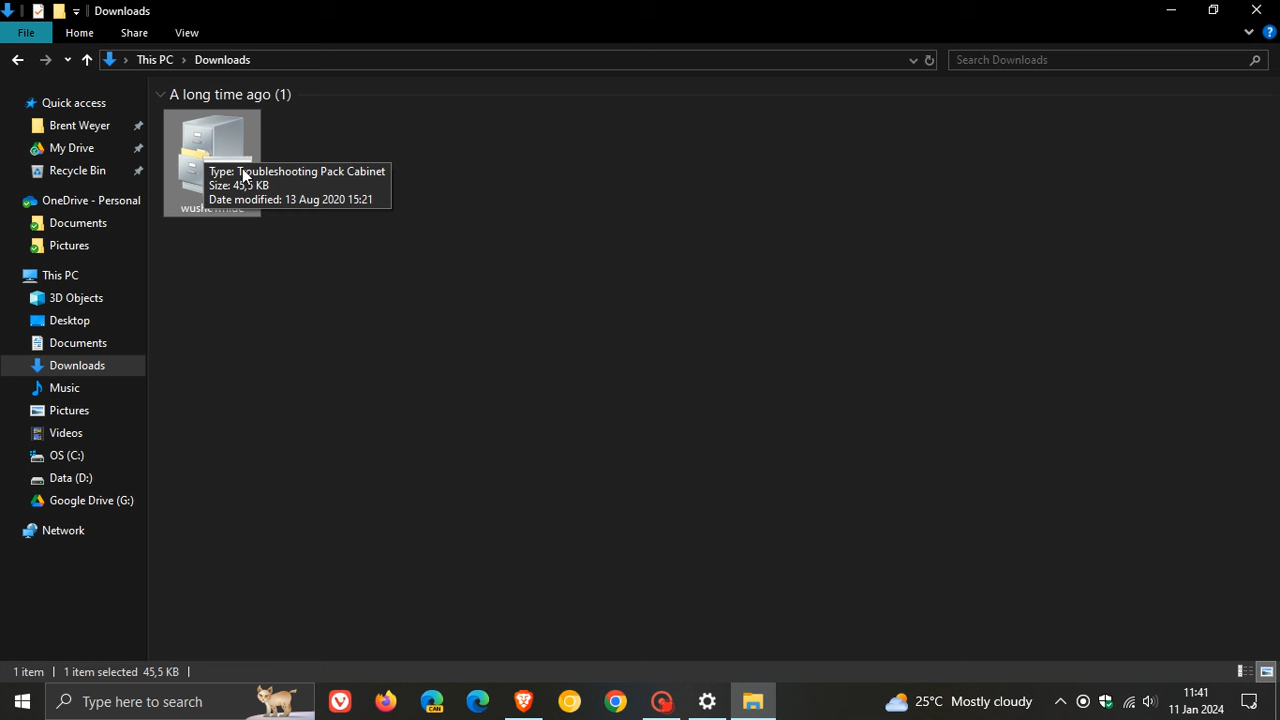 Downloads
File Home Share View
This PC Downloads
Search Downloads
Quick access
Brent Weyer
My Drive
Recycle Bin
OneDrive - Personal
Documents
Pictures
This PC
3D Objects
Desktop
Documents
Downloads
Music
Pictures
Videos
OS (C:)
Data (D:)
Google Drive (G:)
Network
A long time ago (1)
Type: Troubleshooting Pack Cabinet
Size: 45,5 KB
Date modified: 13 Aug 2020 15:21
1 item 1 item selected 45,5 KB
Type here to search
CAN
25°C Mostly cloudy
11:41
11 Jan 2024